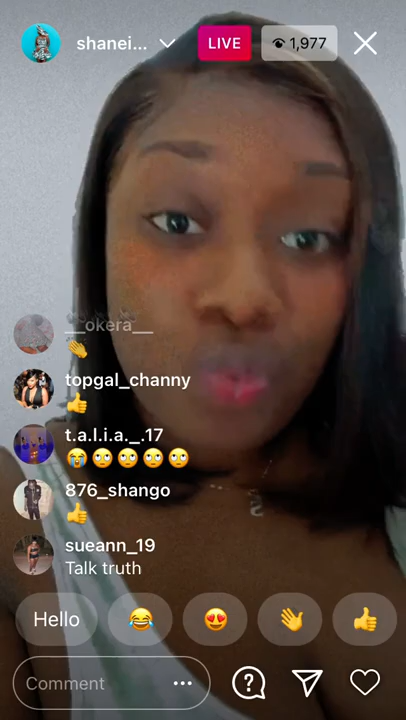 shanei...
LIVE
1,977
__okera__
👏
topgal_channy
👍
t.a.l.i.a._.17
😭🙄🙄🙄🙄
876_shango
👍
sueann_19
Talk truth
Hello 😂 😍 👋 👍
Comment